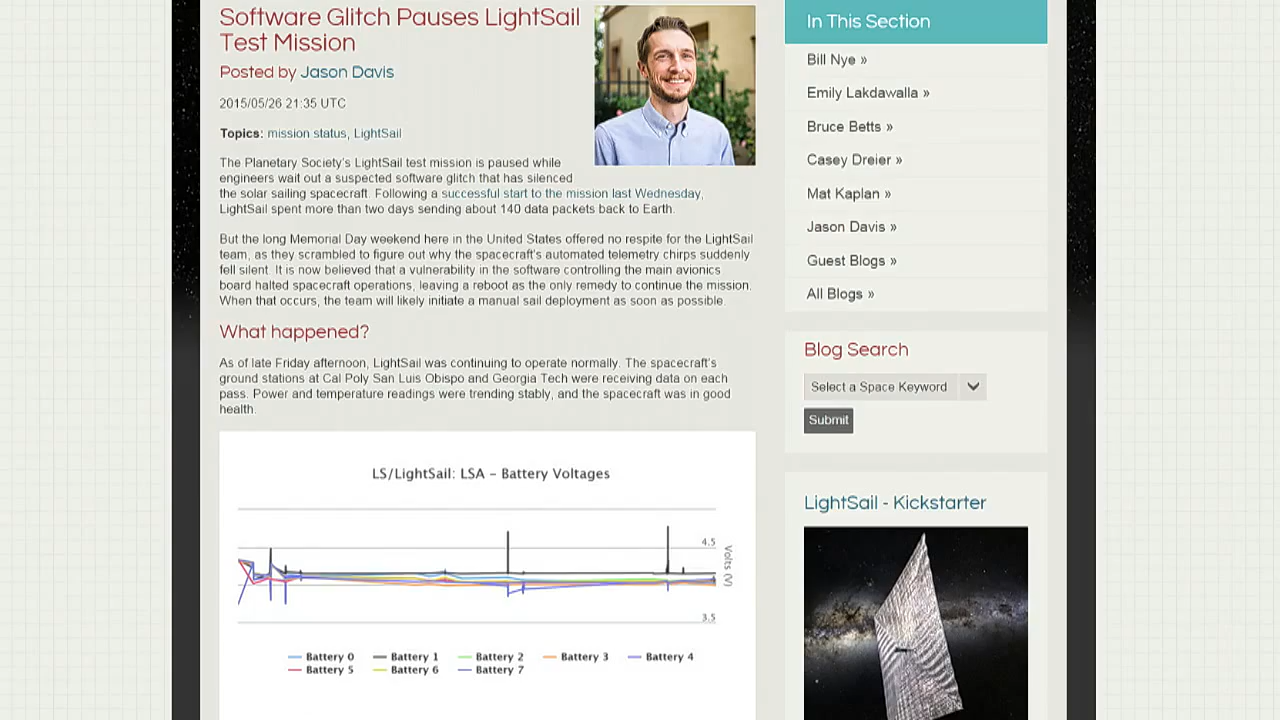 Software Glitch Pauses LightSail
Test Mission
Posted by Jason Davis
2015/05/26 21:35 UTC
Topics: mission status, LightSail
The Planetary Society's LightSail test mission is paused while
engineers wait out a suspected software glitch that has silenced
the solar sailing spacecraft. Following a successful start to the mission last Wednesday,
LightSail spent more than two days sending about 140 data packets back to Earth.
But the long Memorial Day weekend here in the United States offered no respite for the LightSail
team, as they scrambled to figure out why the spacecraft's automated telemetry chirps suddenly
fell silent. It is now believed that a vulnerability in the software controlling the main avionics
board halted spacecraft operations, leaving a reboot as the only remedy to continue the mission.
When that occurs, the team will likely initiate a manual sail deployment as soon as possible.
What happened?
As of late Friday afternoon, LightSail was continuing to operate normally. The spacecraft's
ground stations at Cal Poly San Luis Obispo and Georgia Tech were receiving data on each
pass. Power and temperature readings were trending stably, and the spacecraft was in good
health.
LS/LightSail: LSA – Battery Voltages
4.5
Volts (V)
3.5
Battery 0 Battery 1 Battery 2 Battery 3 Battery 4
Battery 5 Battery 6 Battery 7
In This Section
Bill Nye »
Emily Lakdawalla »
Bruce Betts »
Casey Dreier »
Mat Kaplan »
Jason Davis »
Guest Blogs »
All Blogs »
Blog Search
Select a Space Keyword
Submit
LightSail - Kickstarter